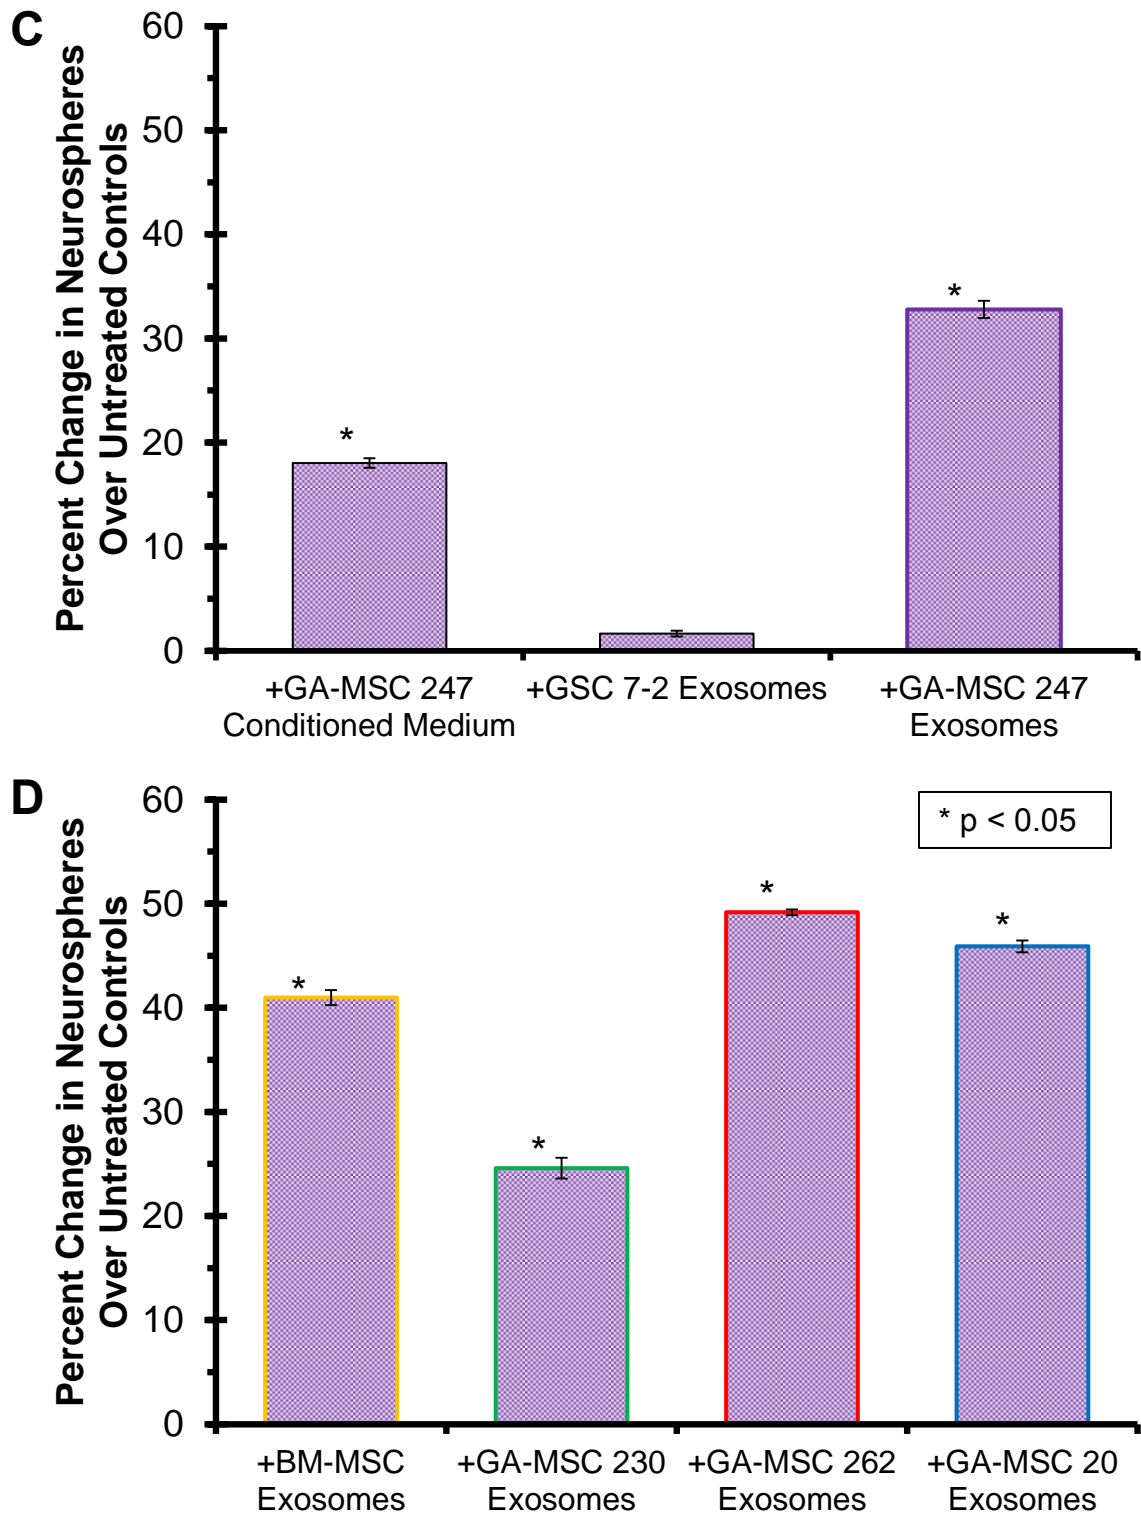 C
Percent Change in Neurospheres
Over Untreated Controls
60
50
40
30
20
10
0
*
*
+GA-MSC 247
Conditioned Medium
+GSC 7-2 Exosomes
+GA-MSC 247
Exosomes
D
Percent Change in Neurospheres
Over Untreated Controls
60
50
40
30
20
10
0
* p < 0.05
*
*
*
*
+BM-MSC
Exosomes
+GA-MSC 230
Exosomes
+GA-MSC 262
Exosomes
+GA-MSC 20
Exosomes